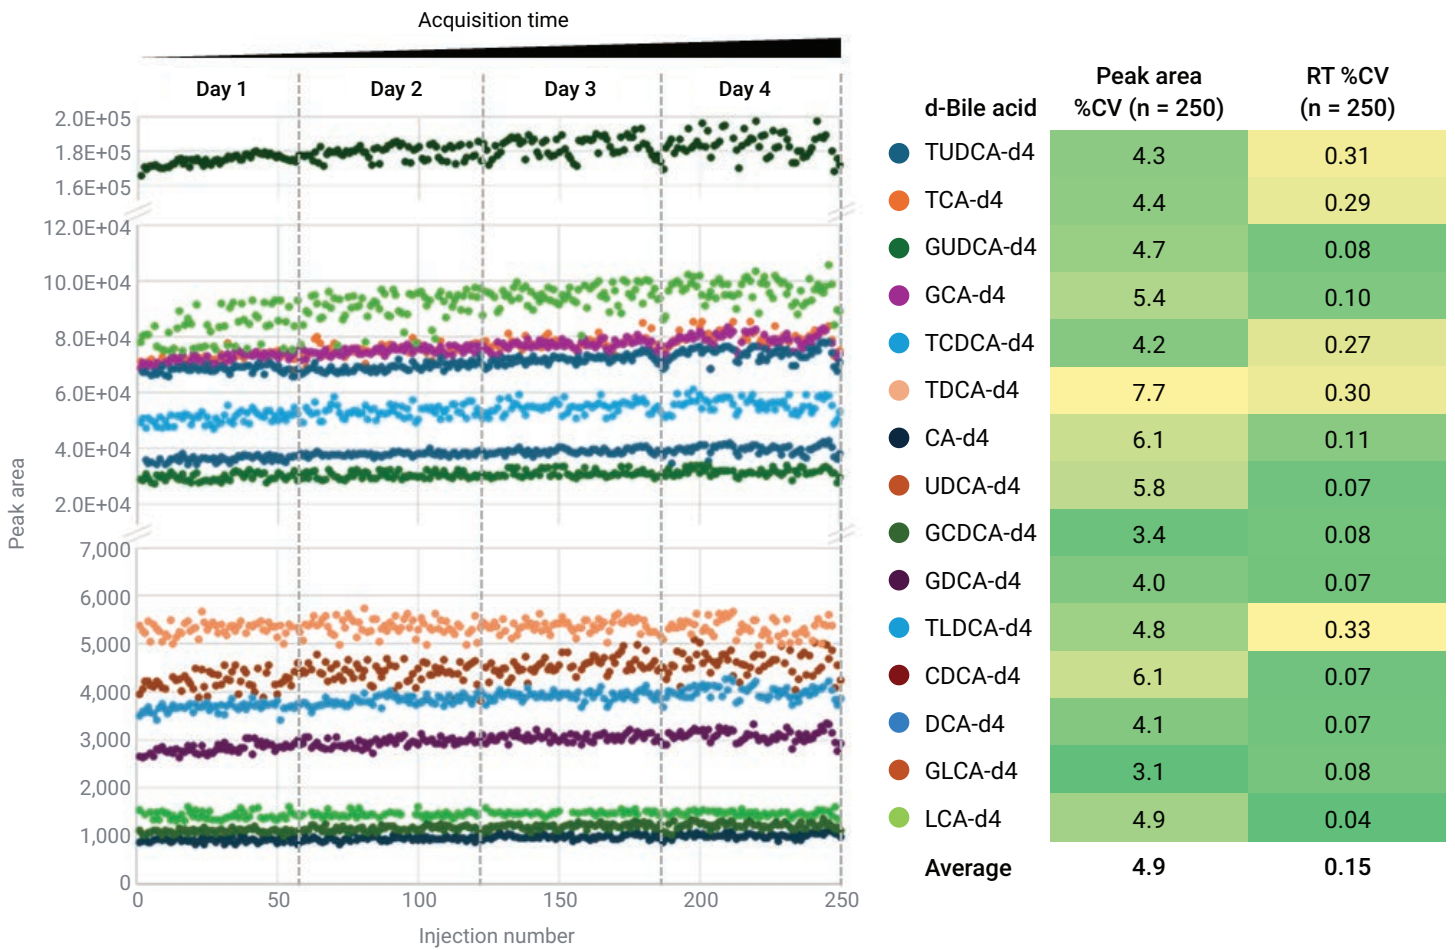 Acquisition time
Day 1 Day 2 Day 3 Day 4
2.0E+05
1.8E+05
1.6E+05
12.0E+04
10.0E+04
8.0E+04
6.0E+04
4.0E+04
2.0E+04
7,000
6,000
5,000
4,000
3,000
2,000
1,000
0
Peak area
0 50 100 150 200 250
Injection number
d-Bile acid Peak area %CV (n = 250) RT %CV (n = 250)
TUDCA-d4 4.3 0.31
TCA-d4 4.4 0.29
GUDCA-d4 4.7 0.08
GCA-d4 5.4 0.10
TCDCA-d4 4.2 0.27
TDCA-d4 7.7 0.30
CA-d4 6.1 0.11
UDCA-d4 5.8 0.07
GCDCA-d4 3.4 0.08
GDCA-d4 4.0 0.07
TLDCA-d4 4.8 0.33
CDCA-d4 6.1 0.07
DCA-d4 4.1 0.07
GLCA-d4 3.1 0.08
LCA-d4 4.9 0.04
Average 4.9 0.15